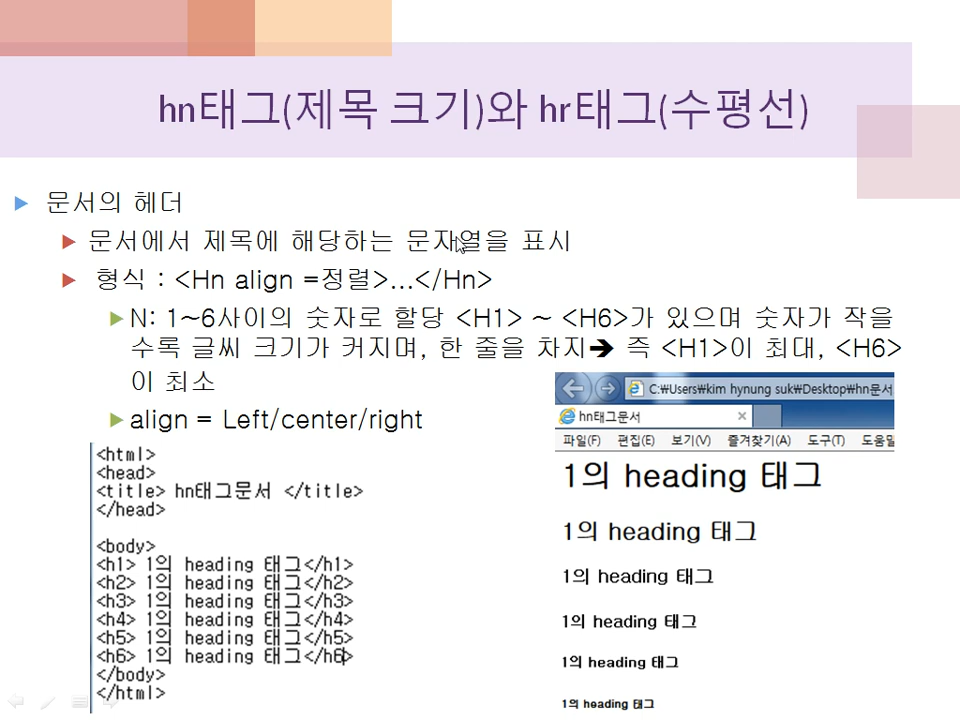 hn태그(제목 크기)와 hr태그(수평선)
문서의 헤더
문서에서 제목에 해당하는 문자열을 표시
형식 : <Hn align =정렬>...</Hn>
N: 1~6사이의 숫자로 할당 <H1> ~ <H6>가 있으며 숫자가 작을
수록 글씨 크기가 커지며, 한 줄을 차지➔ 즉 <H1>이 최대, <H6>
이 최소
align = Left/center/right
<html>
<head>
<title> hn태그문서 </title>
</head>
<body>
<h1> 1의 heading 태그</h1>
<h2> 1의 heading 태그</h2>
<h3> 1의 heading 태그</h3>
<h4> 1의 heading 태그</h4>
<h5> 1의 heading 태그</h5>
<h6> 1의 heading 태그</h6>
</body>
</html>
C:₩Users₩kim hynung suk₩Desktop₩hn문서
hn태그문서
파일(F) 편집(E) 보기(V) 즐겨찾기(A) 도구(T) 도움말
1의 heading 태그
1의 heading 태그
1의 heading 태그
1의 heading 태그
1의 heading 태그
1의 heading 태그